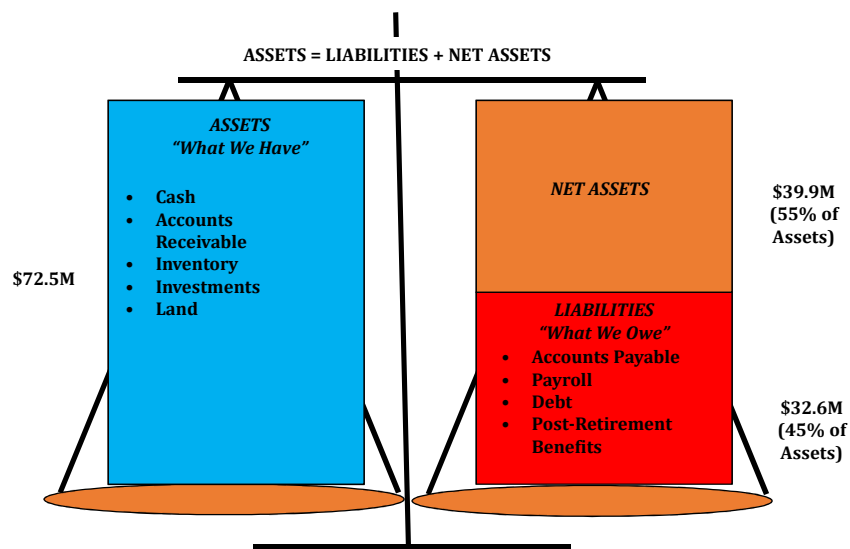 ASSETS = LIABILITIES + NET ASSETS
ASSETS
“What We Have”
• Cash
• Accounts
Receivable
• Inventory
• Investments
• Land
$72.5M
NET ASSETS
$39.9M
(55% of
Assets)
LIABILITIES
“What We Owe”
• Accounts Payable
• Payroll
• Debt
• Post-Retirement
Benefits
$32.6M
(45% of
Assets)